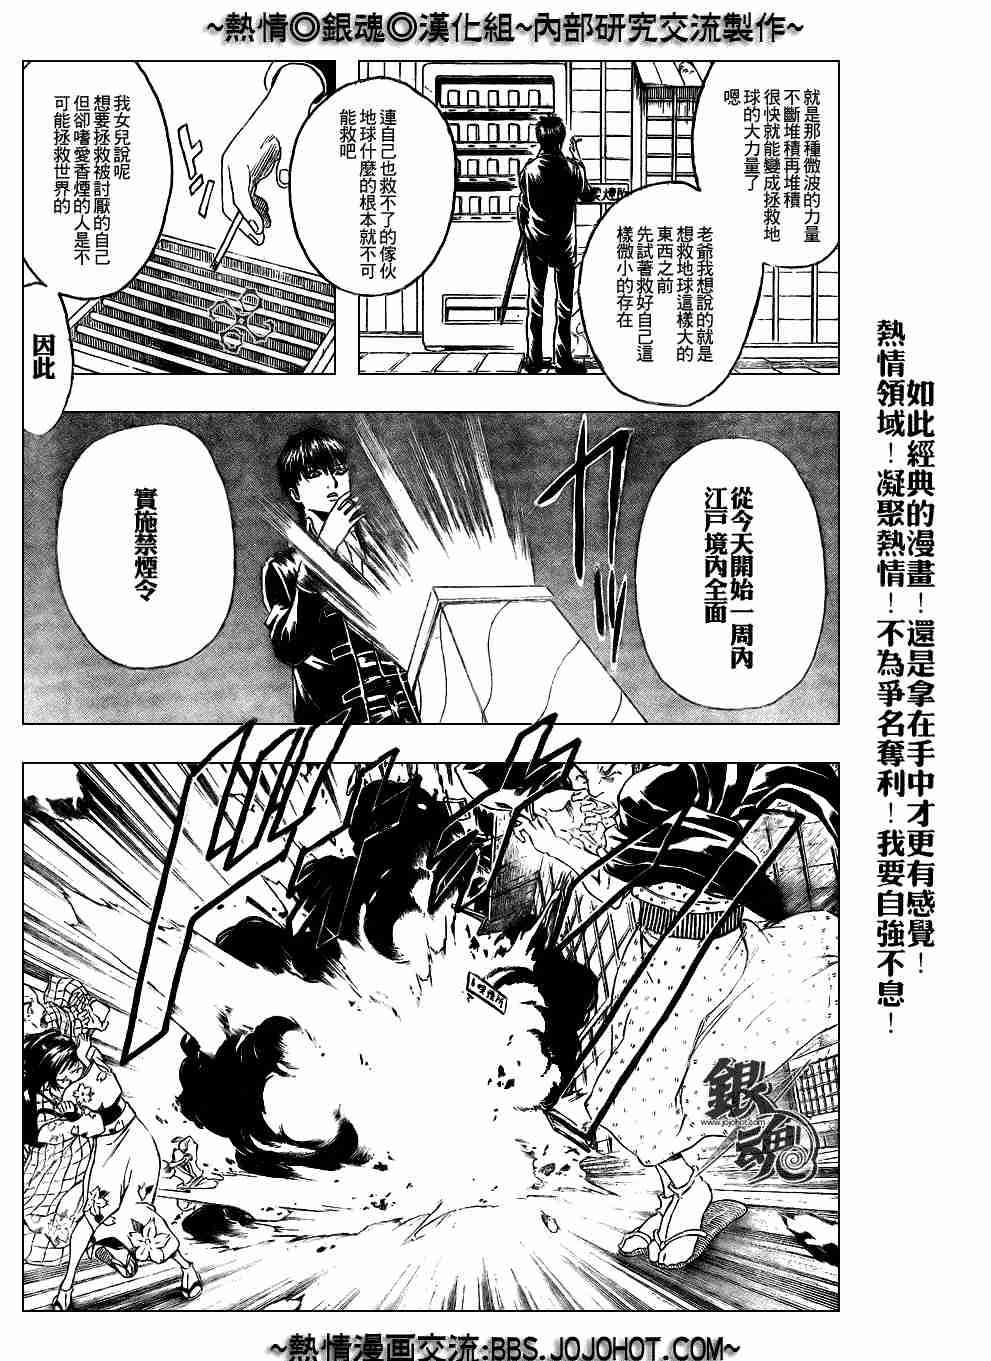 ~熱情◎銀魂◎漢化組~內部研究交流製作~
就是那種微波的力量
不斷堆積再堆積
很快就能變成拯救地
球的大力量了
嗯
老爺我想說的就是
想救地球這樣大的
東西之前
先試著救好自己這
樣微小的存在
連自己也救不了的傢伙
地球什麼的根本就不可
能救吧
我女兒說呢
想要拯救被討厭的自己
但卻嗜愛香煙的人是不
可能拯救世界的
因此
從今天開始一周內
江戸境內全面
實施禁煙令
カッ
喫煙所
銀魂
www.jojohot.com
如此經典的漫畫！還是拿在手中才更有感覺！
熱情領域！凝聚熱情！不為爭名奪利！我要自強不息！
~熱情漫画交流:BBS.JOJOHOT.COM~